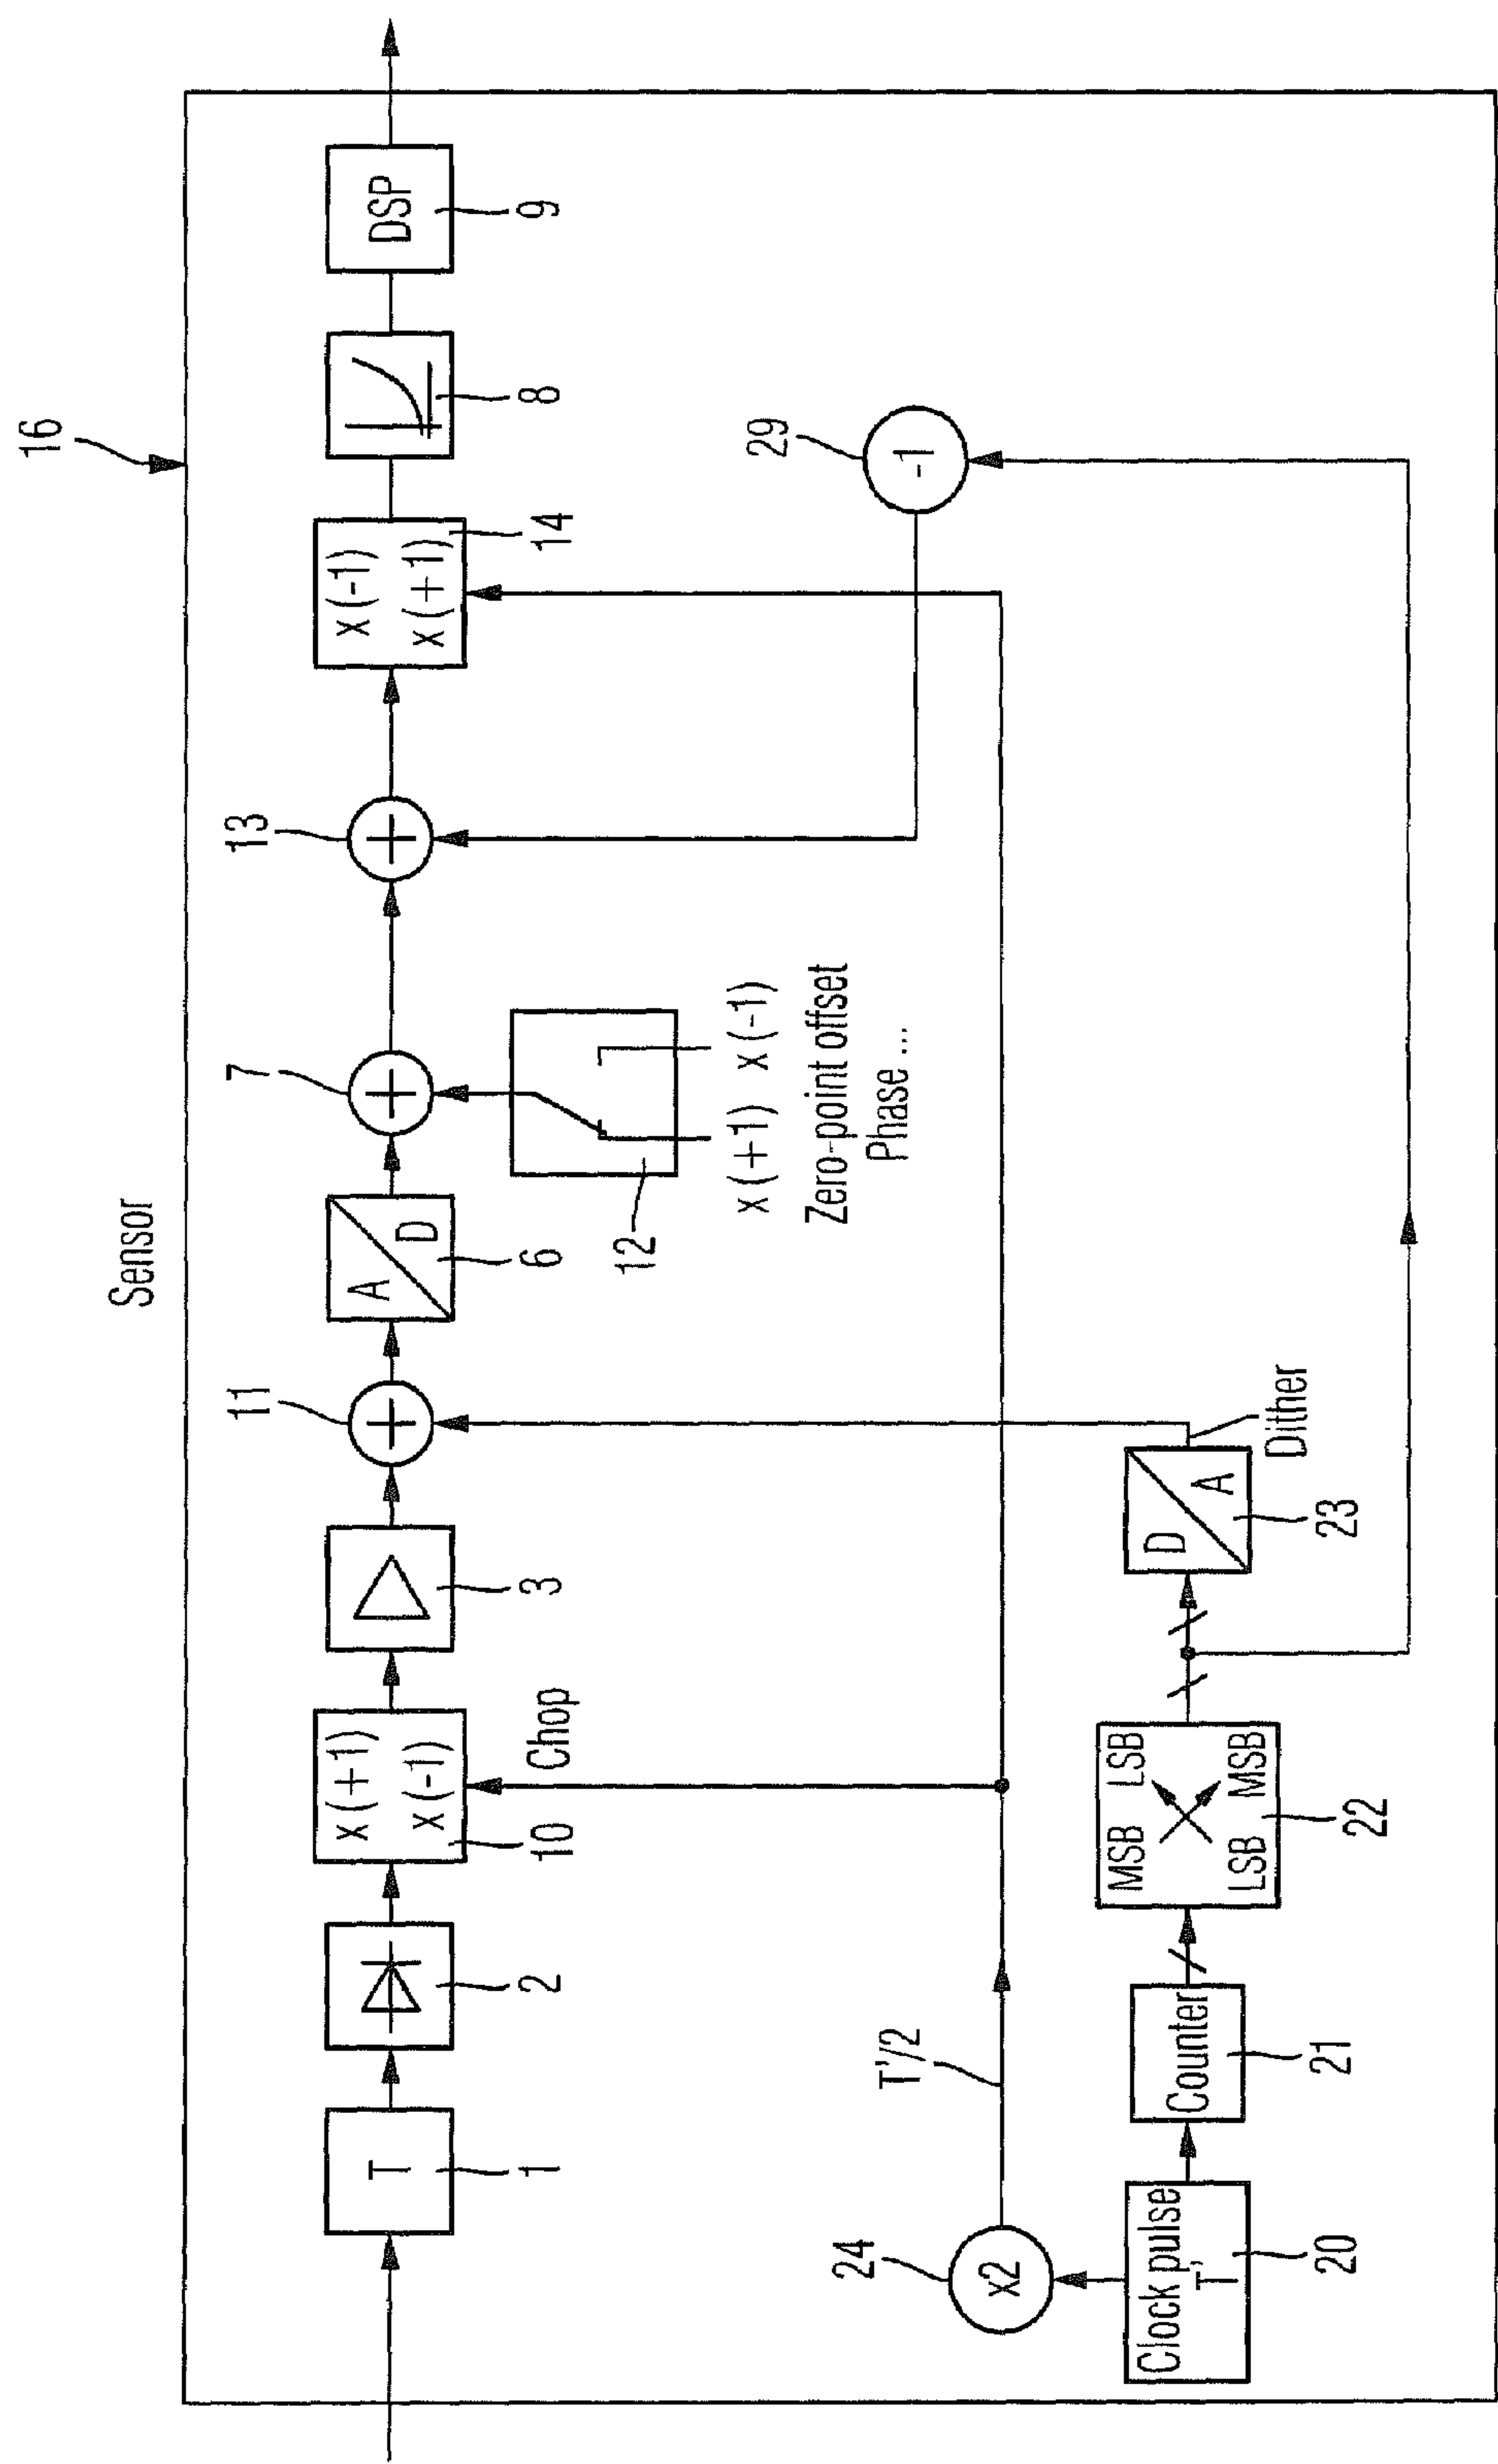 Sensor
16
T
1
2
x(+1)
x(-1)
10
Chop
3
11
A
D
6
7
12
x(+1) x(-1)
Zero-point offset
Phase ...
13
x(-1)
x(+1)
14
8
DSP
9
29
-1
24
x2
T'/2
Clock pulse
T'
20
Counter
21
MSB LSB
LSB MSB
22
D
A
23
Dither